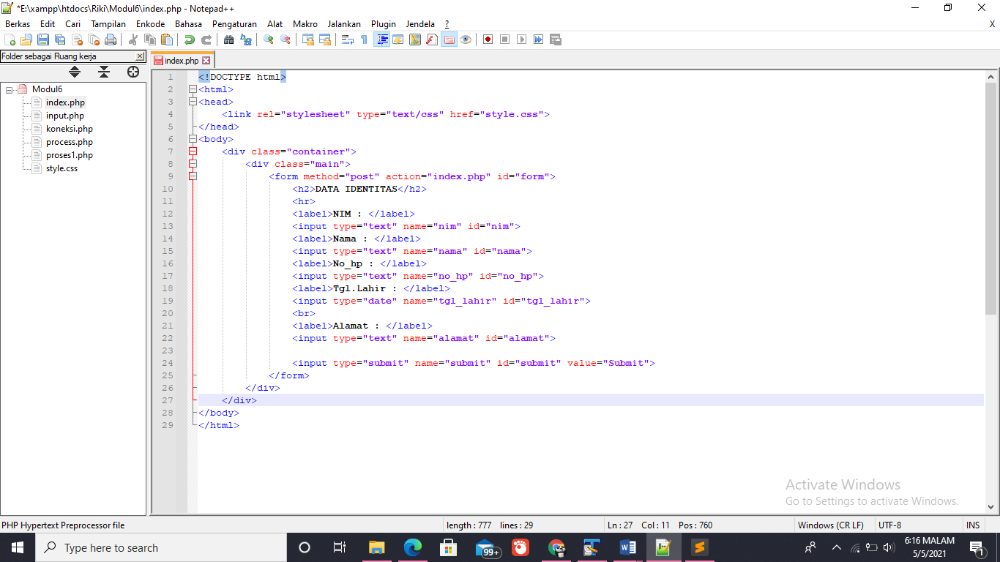 *E:\xampp\htdocs\Riki\Modul6\index.php - Notepad++
Berkas Edit Cari Tampilan Enkode Bahasa Pengaturan Alat Makro Jalankan Plugin Jendela ? X
Folder sebagai Ruang kerja
Modul6
index.php
input.php
koneksi.php
process.php
proses1.php
style.css
index.php
1 <!DOCTYPE html>
2 <html>
3 <head>
4 <link rel="stylesheet" type="text/css" href="style.css">
5 </head>
6 <body>
7 <div class="container">
8 <div class="main">
9 <form method="post" action="index.php" id="form">
10 <h2>DATA IDENTITAS</h2>
11 <hr>
12 <label>NIM : </label>
13 <input type="text" name="nim" id="nim">
14 <label>Nama : </label>
15 <input type="text" name="nama" id="nama">
16 <label>No_hp : </label>
17 <input type="text" name="no_hp" id="no_hp">
18 <label>Tgl.Lahir : </label>
19 <input type="date" name="tgl_lahir" id="tgl_lahir">
20 <br>
21 <label>Alamat : </label>
22 <input type="text" name="alamat" id="alamat">
23
24 <input type="submit" name="submit" id="submit" value="Submit">
25 </form>
26 </div>
27 </div>
28 </body>
29 </html>
Activate Windows
Go to Settings to activate Windows.
PHP Hypertext Preprocessor file length : 777 lines : 29 Ln : 27 Col : 11 Pos : 760 Windows (CR LF) UTF-8 INS
Type here to search
99+
6:16 MALAM
5/5/2021
1